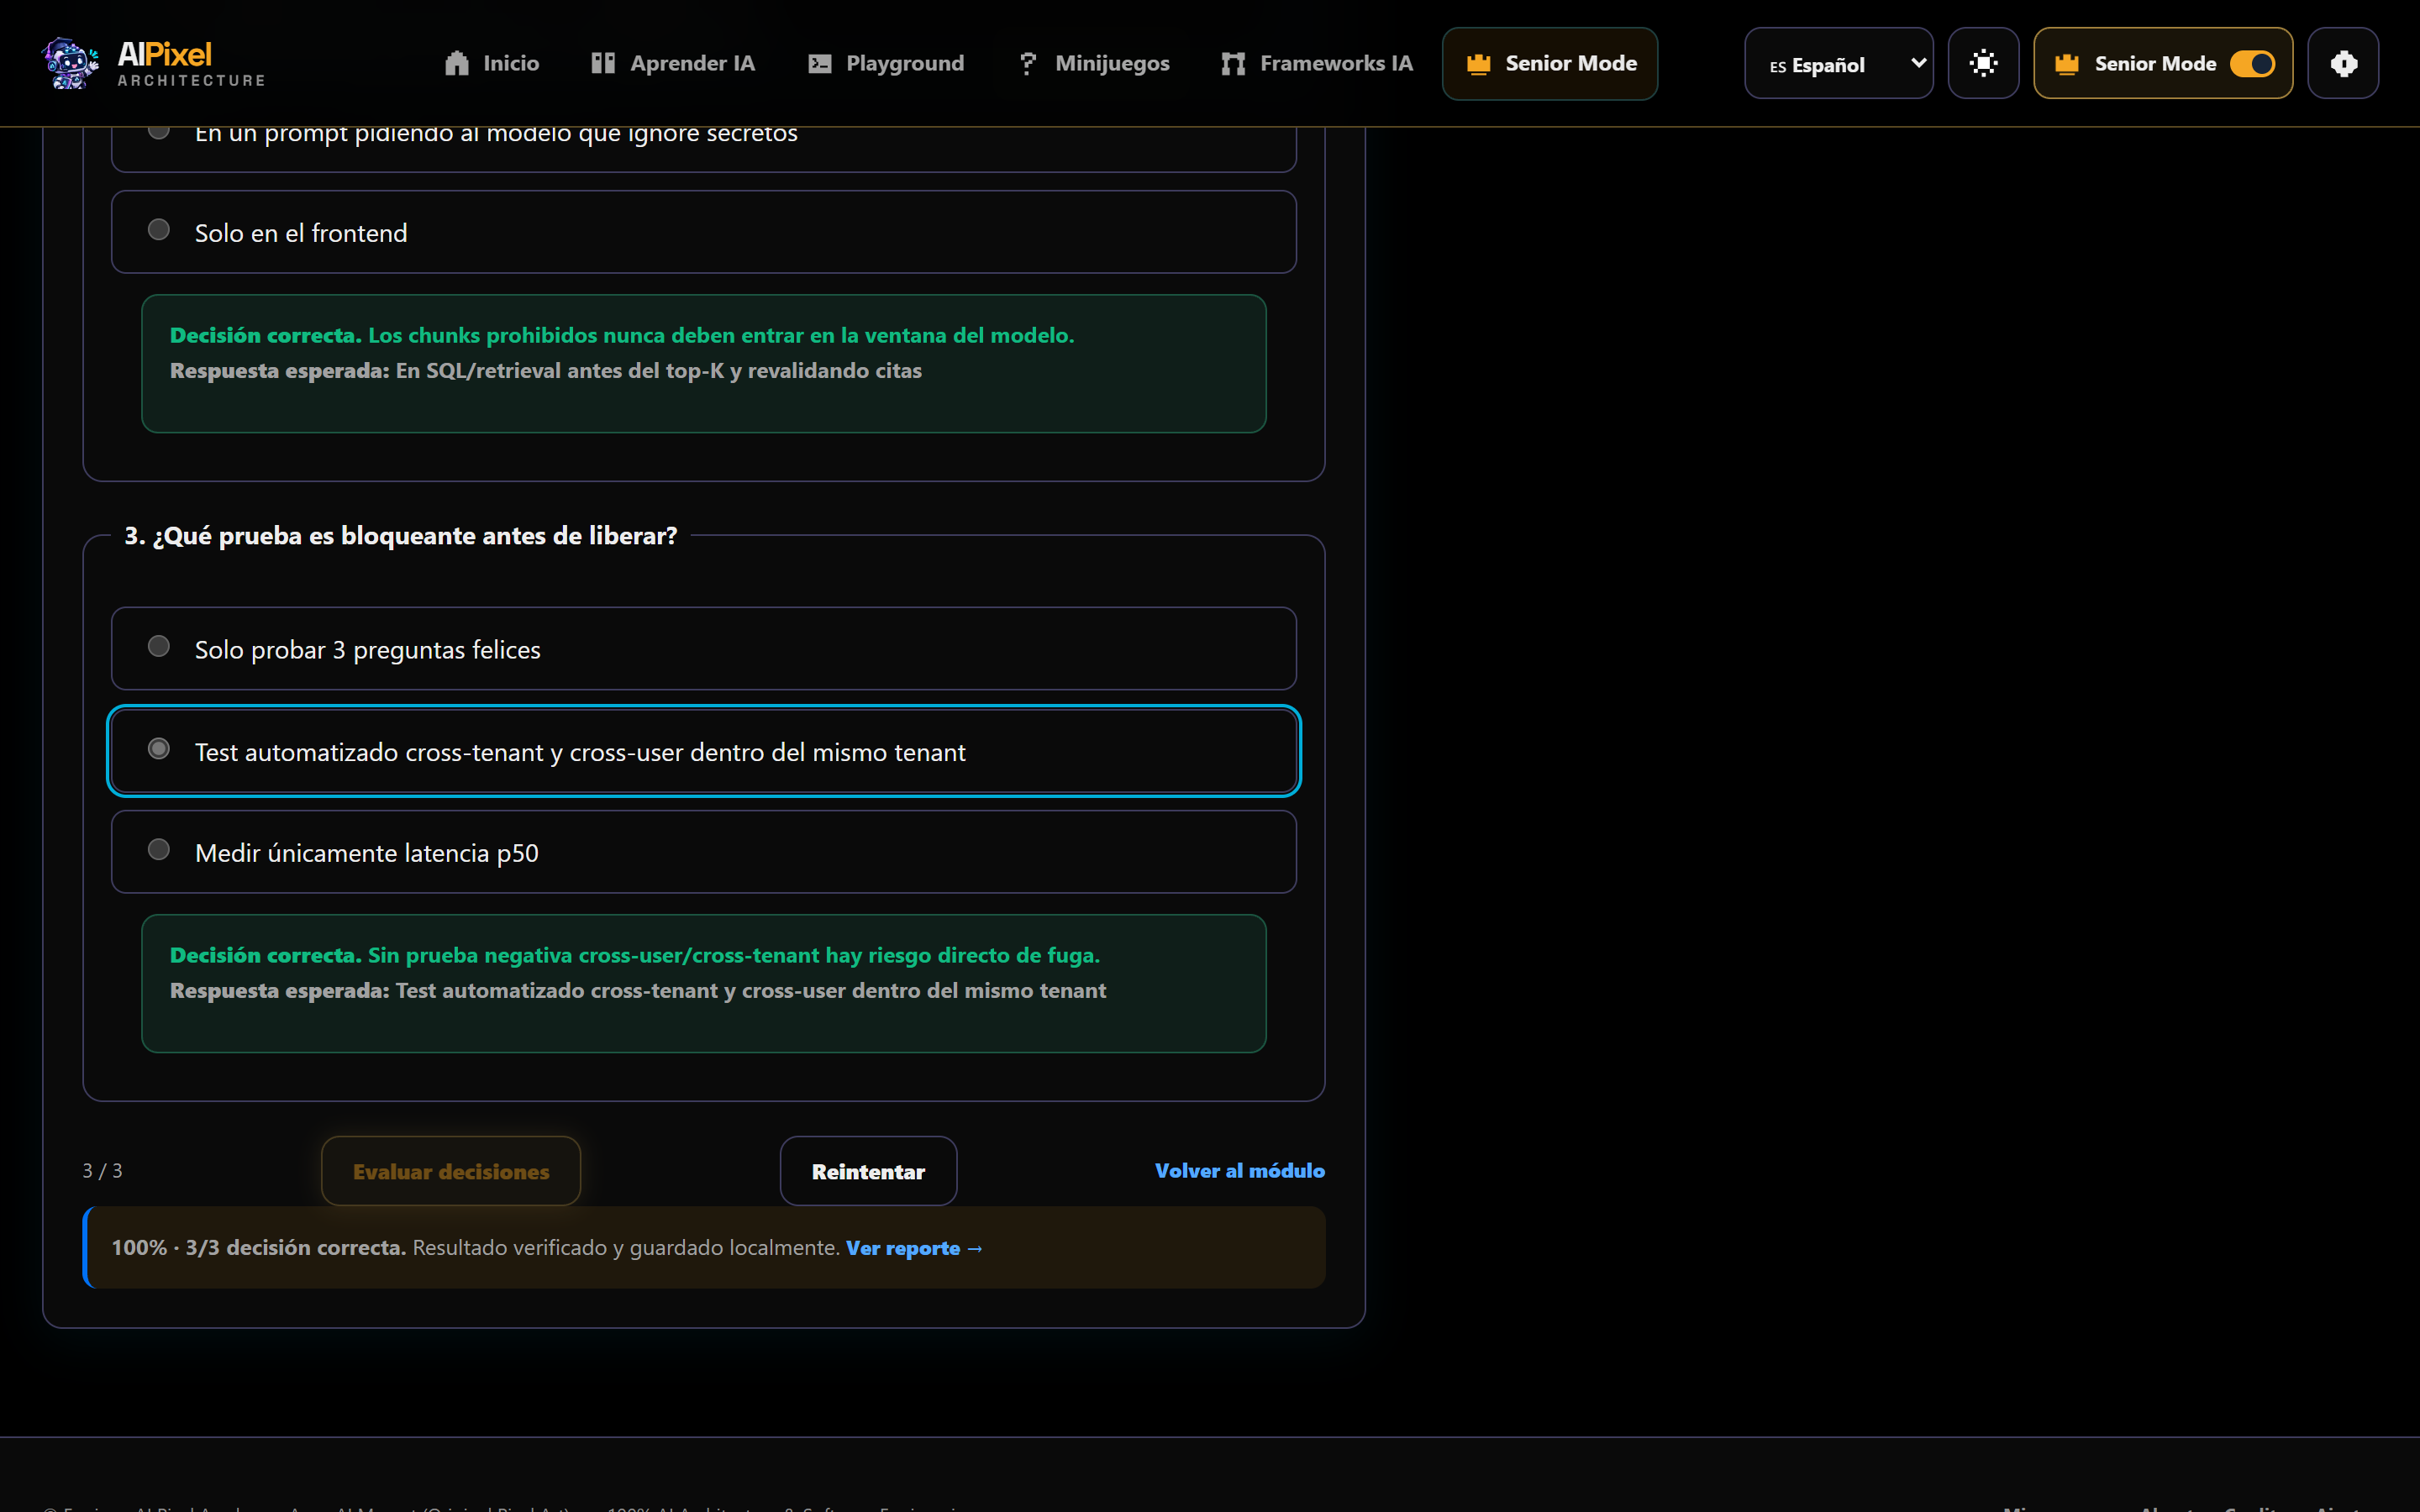 AIPixel
ARCHITECTURE
Inicio
Aprender IA
Playground
Minijuegos
Frameworks IA
Senior Mode
ES Español
Senior Mode
En un prompt pidiendo al modelo que ignore secretos
Solo en el frontend
Decisión correcta. Los chunks prohibidos nunca deben entrar en la ventana del modelo.
Respuesta esperada: En SQL/retrieval antes del top-K y revalidando citas
3. ¿Qué prueba es bloqueante antes de liberar?
Solo probar 3 preguntas felices
Test automatizado cross-tenant y cross-user dentro del mismo tenant
Medir únicamente latencia p50
Decisión correcta. Sin prueba negativa cross-user/cross-tenant hay riesgo directo de fuga.
Respuesta esperada: Test automatizado cross-tenant y cross-user dentro del mismo tenant
3 / 3
Evaluar decisiones
Reintentar
Volver al módulo
100% · 3/3 decisión correcta. Resultado verificado y guardado localmente. Ver reporte →